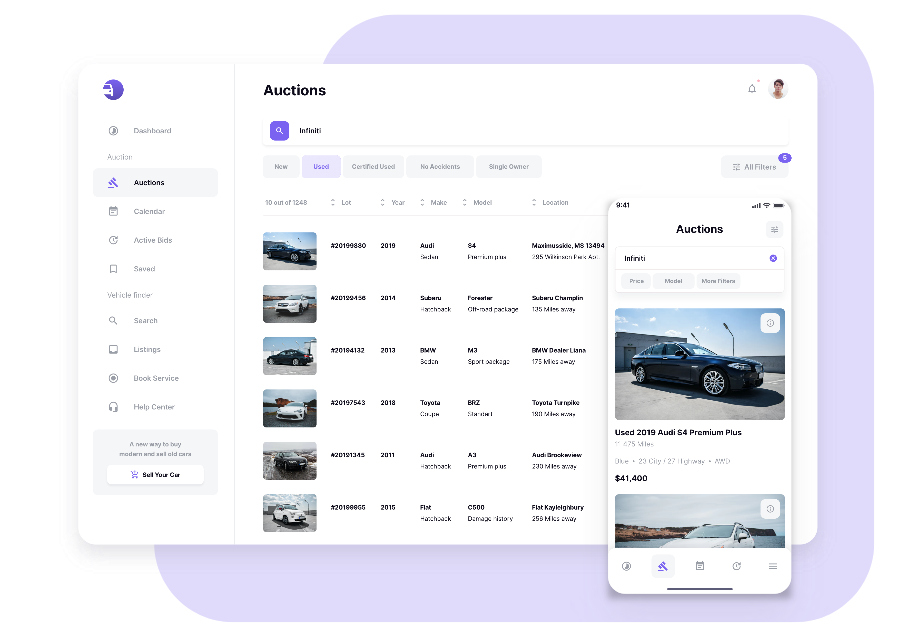 Auctions
Dashboard
Auction
Auctions
Calendar
Active Bids
Saved
Vehicle finder
Search
Listings
Book Service
Help Center
A new way to buy
modern and sell old cars
Sell Your Car
Infiniti
New Used Certified Used No Accidents Single Owner All Filters 5
10 out of 1248 Lot Year Make Model Location
#20199880 2019 Audi S4 Maximusside, MS 13494
Sedan Premium plus 295 Wilkinson Park Apt.
#20199456 2014 Subaru Forester Subaru Champlin
Hatchback Off-road package 135 Miles away
#20194132 2013 BMW M3 BMW Dealer Liana
Sedan Sport package 175 Miles away
#20197543 2018 Toyota BRZ Toyota Turnpike
Coupe Standert 190 Miles away
#20191345 2011 Audi A3 Audi Brookeview
Hatchback Premium plus 230 Miles away
#20199955 2015 Fiat C500 Fiat Kayleighbury
Hatchback Damage history 256 Miles away
9:41
Auctions
Infiniti
Price Model More Filters
Used 2019 Audi S4 Premium Plus
11 475 Miles
Blue • 23 City / 27 Highway • AWD
$41,400